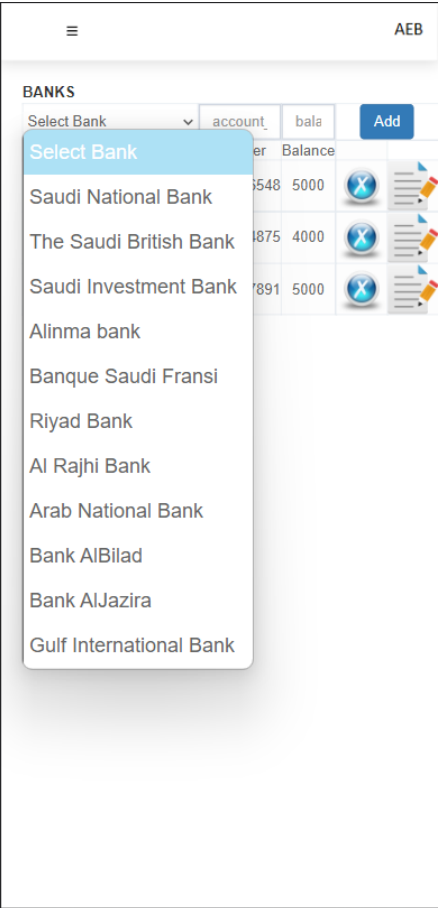 ≡ AEB
BANKS
Select Bank account_ bala Add
Select Bank er Balance
Saudi National Bank 6548 5000
The Saudi British Bank 4875 4000
Saudi Investment Bank 7891 5000
Alinma bank
Banque Saudi Fransi
Riyad Bank
Al Rajhi Bank
Arab National Bank
Bank AlBilad
Bank AlJazira
Gulf International Bank